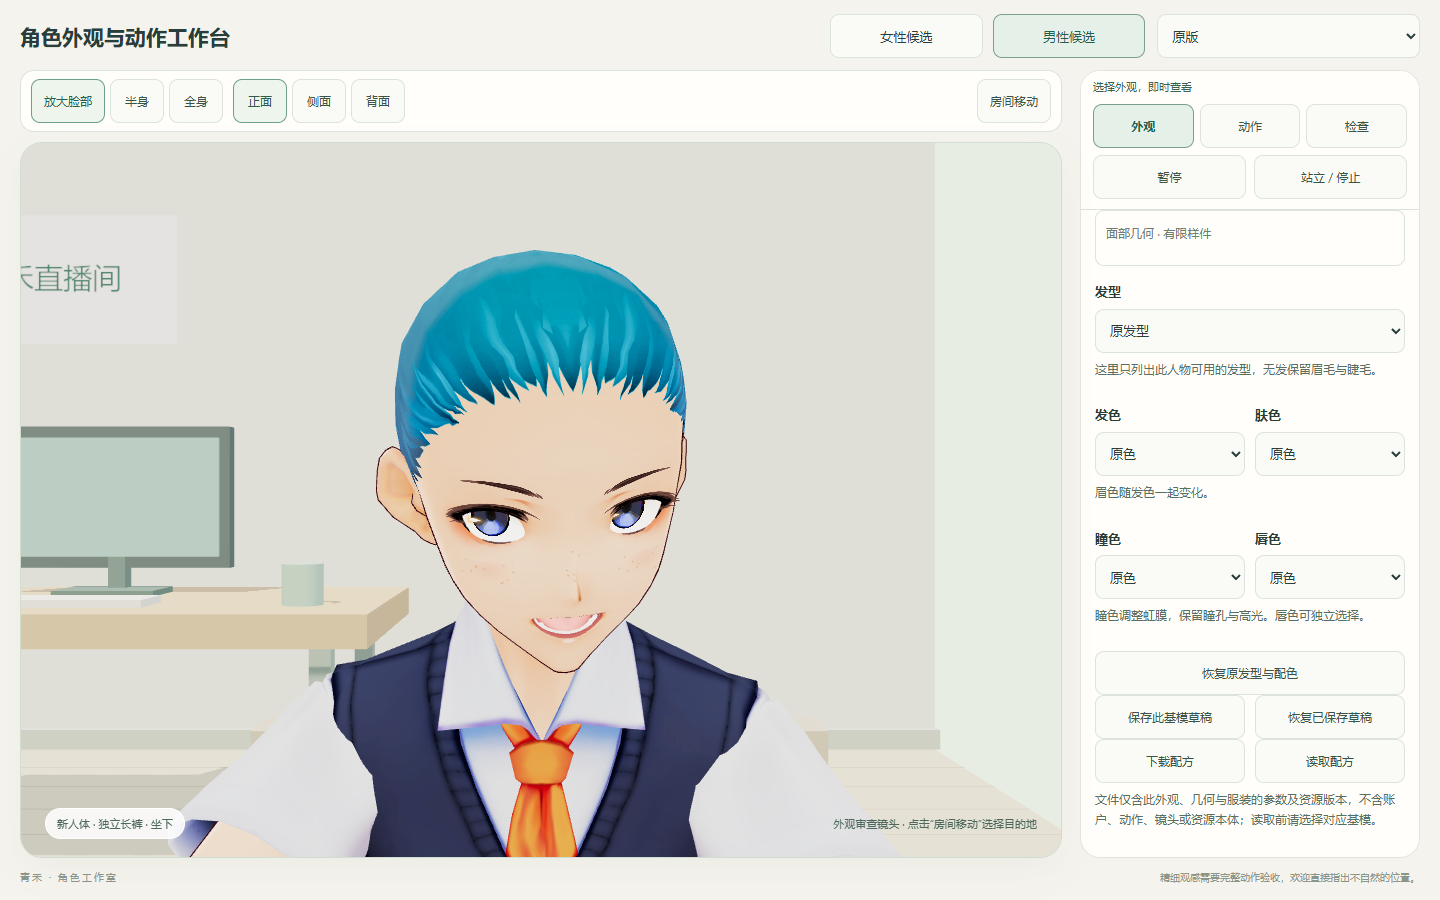 角色外观与动作工作台
女性候选
男性候选
原版
放大脸部
半身
全身
正面
侧面
背面
房间移动
选择外观，即时查看
外观
动作
检查
暂停
站立 / 停止
面部几何 · 有限样件
发型
原发型
这里只列出此人物可用的发型，无发保留眉毛与睫毛。
发色
肤色
原色
原色
眉色随发色一起变化。
瞳色
唇色
原色
原色
瞳色调整虹膜，保留瞳孔与高光。唇色可独立选择。
恢复原发型与配色
保存此基模草稿
恢复已保存草稿
下载配方
读取配方
文件仅含此外观、几何与服装的参数及资源版本，不含账
户、动作、镜头或资源本体；读取前请选择对应基模。
直播间
新人体 · 独立长裤 · 坐下
外观审查镜头 · 点击“房间移动”选择目的地
青禾 · 角色工作室
精细观感需要完整动作验收，欢迎直接指出不自然的位置。